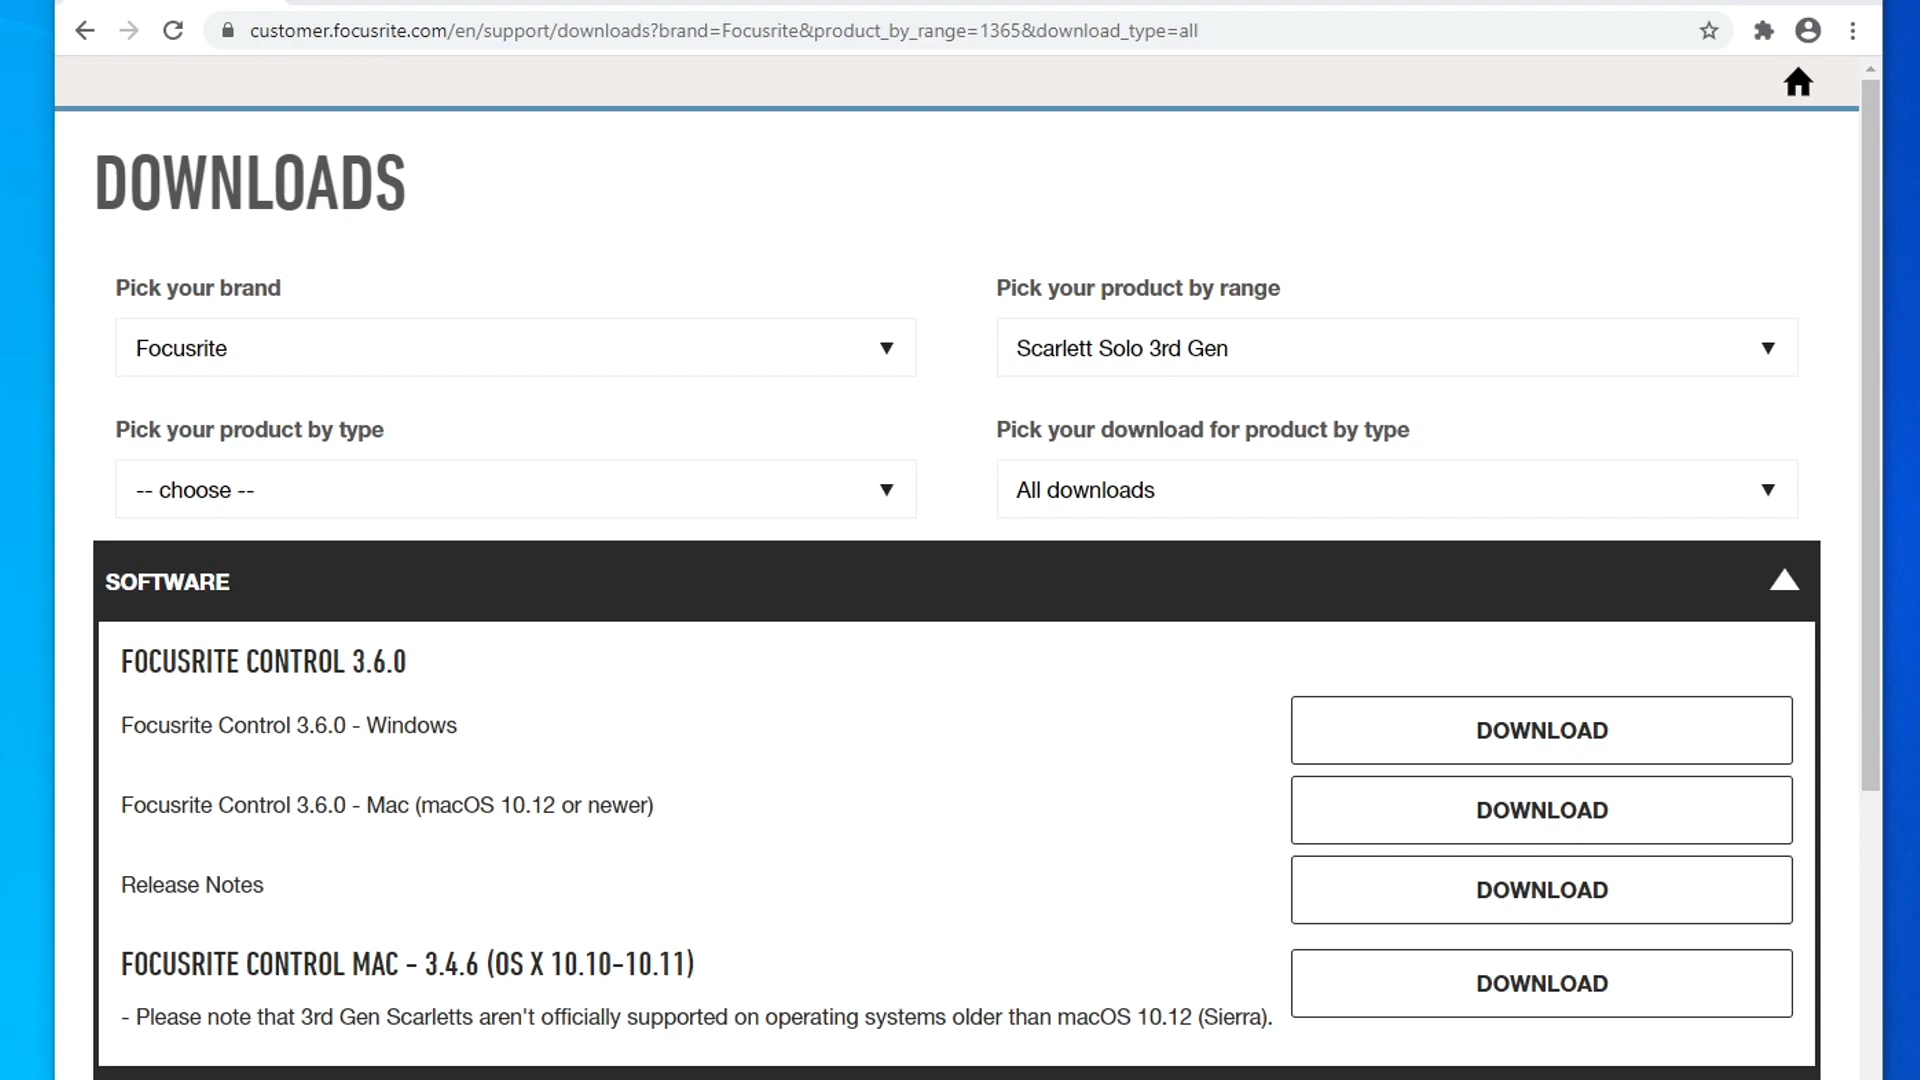 customer.focusrite.com/en/support/downloads?brand=Focusrite&product_by_range=1365&download_type=all
DOWNLOADS
Pick your brand
Pick your product by range
Focusrite
Scarlett Solo 3rd Gen
Pick your product by type
Pick your download for product by type
-- choose --
All downloads
SOFTWARE
FOCUSRITE CONTROL 3.6.0
Focusrite Control 3.6.0 - Windows
DOWNLOAD
Focusrite Control 3.6.0 - Mac (macOS 10.12 or newer)
DOWNLOAD
Release Notes
DOWNLOAD
FOCUSRITE CONTROL MAC - 3.4.6 (OS X 10.10-10.11)
DOWNLOAD
- Please note that 3rd Gen Scarletts aren't officially supported on operating systems older than macOS 10.12 (Sierra).